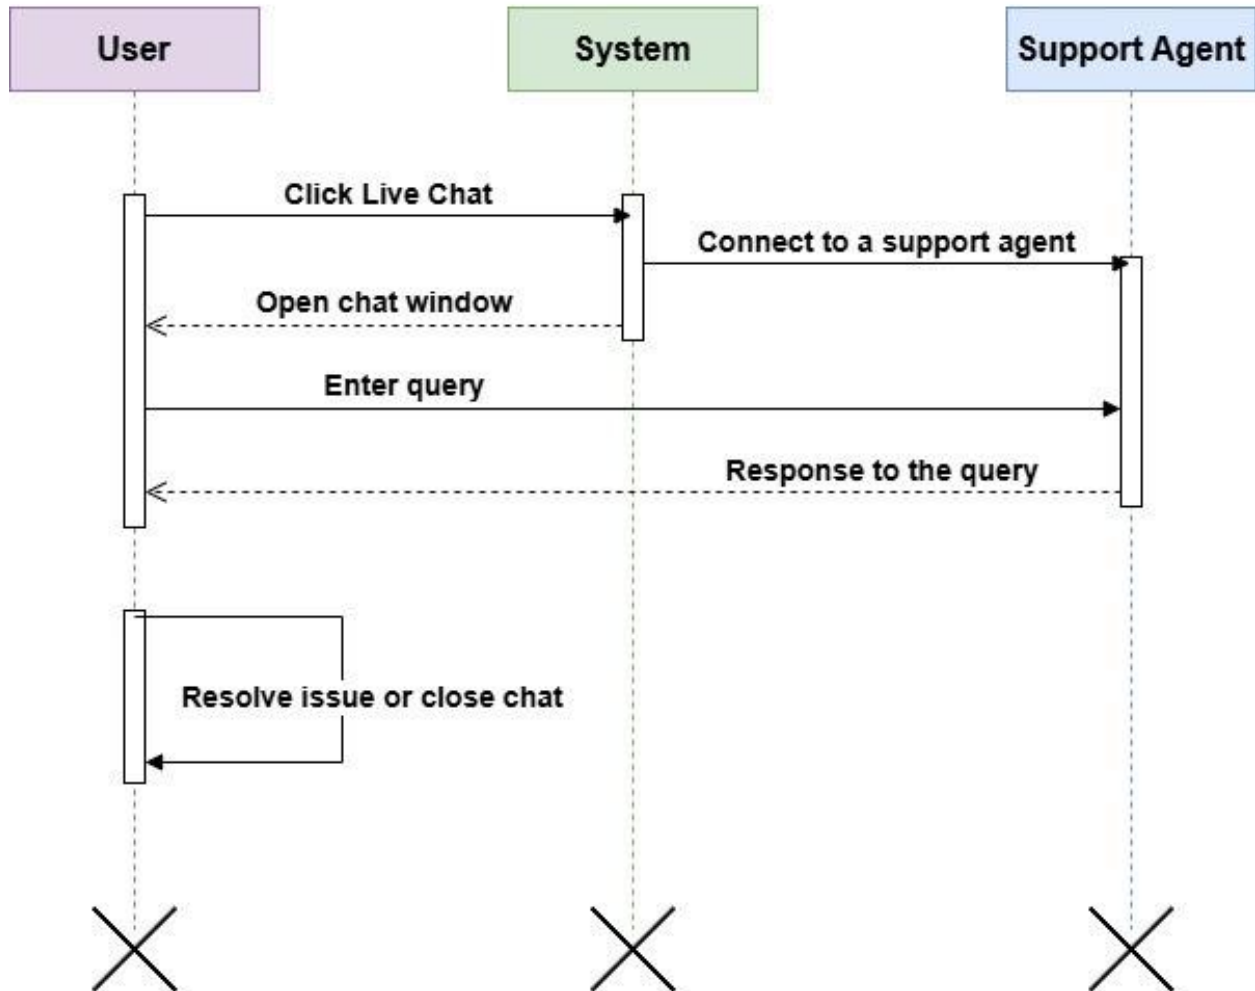 User
System
Support Agent
Click Live Chat
Connect to a support agent
Open chat window
Enter query
Response to the query
Resolve issue or close chat